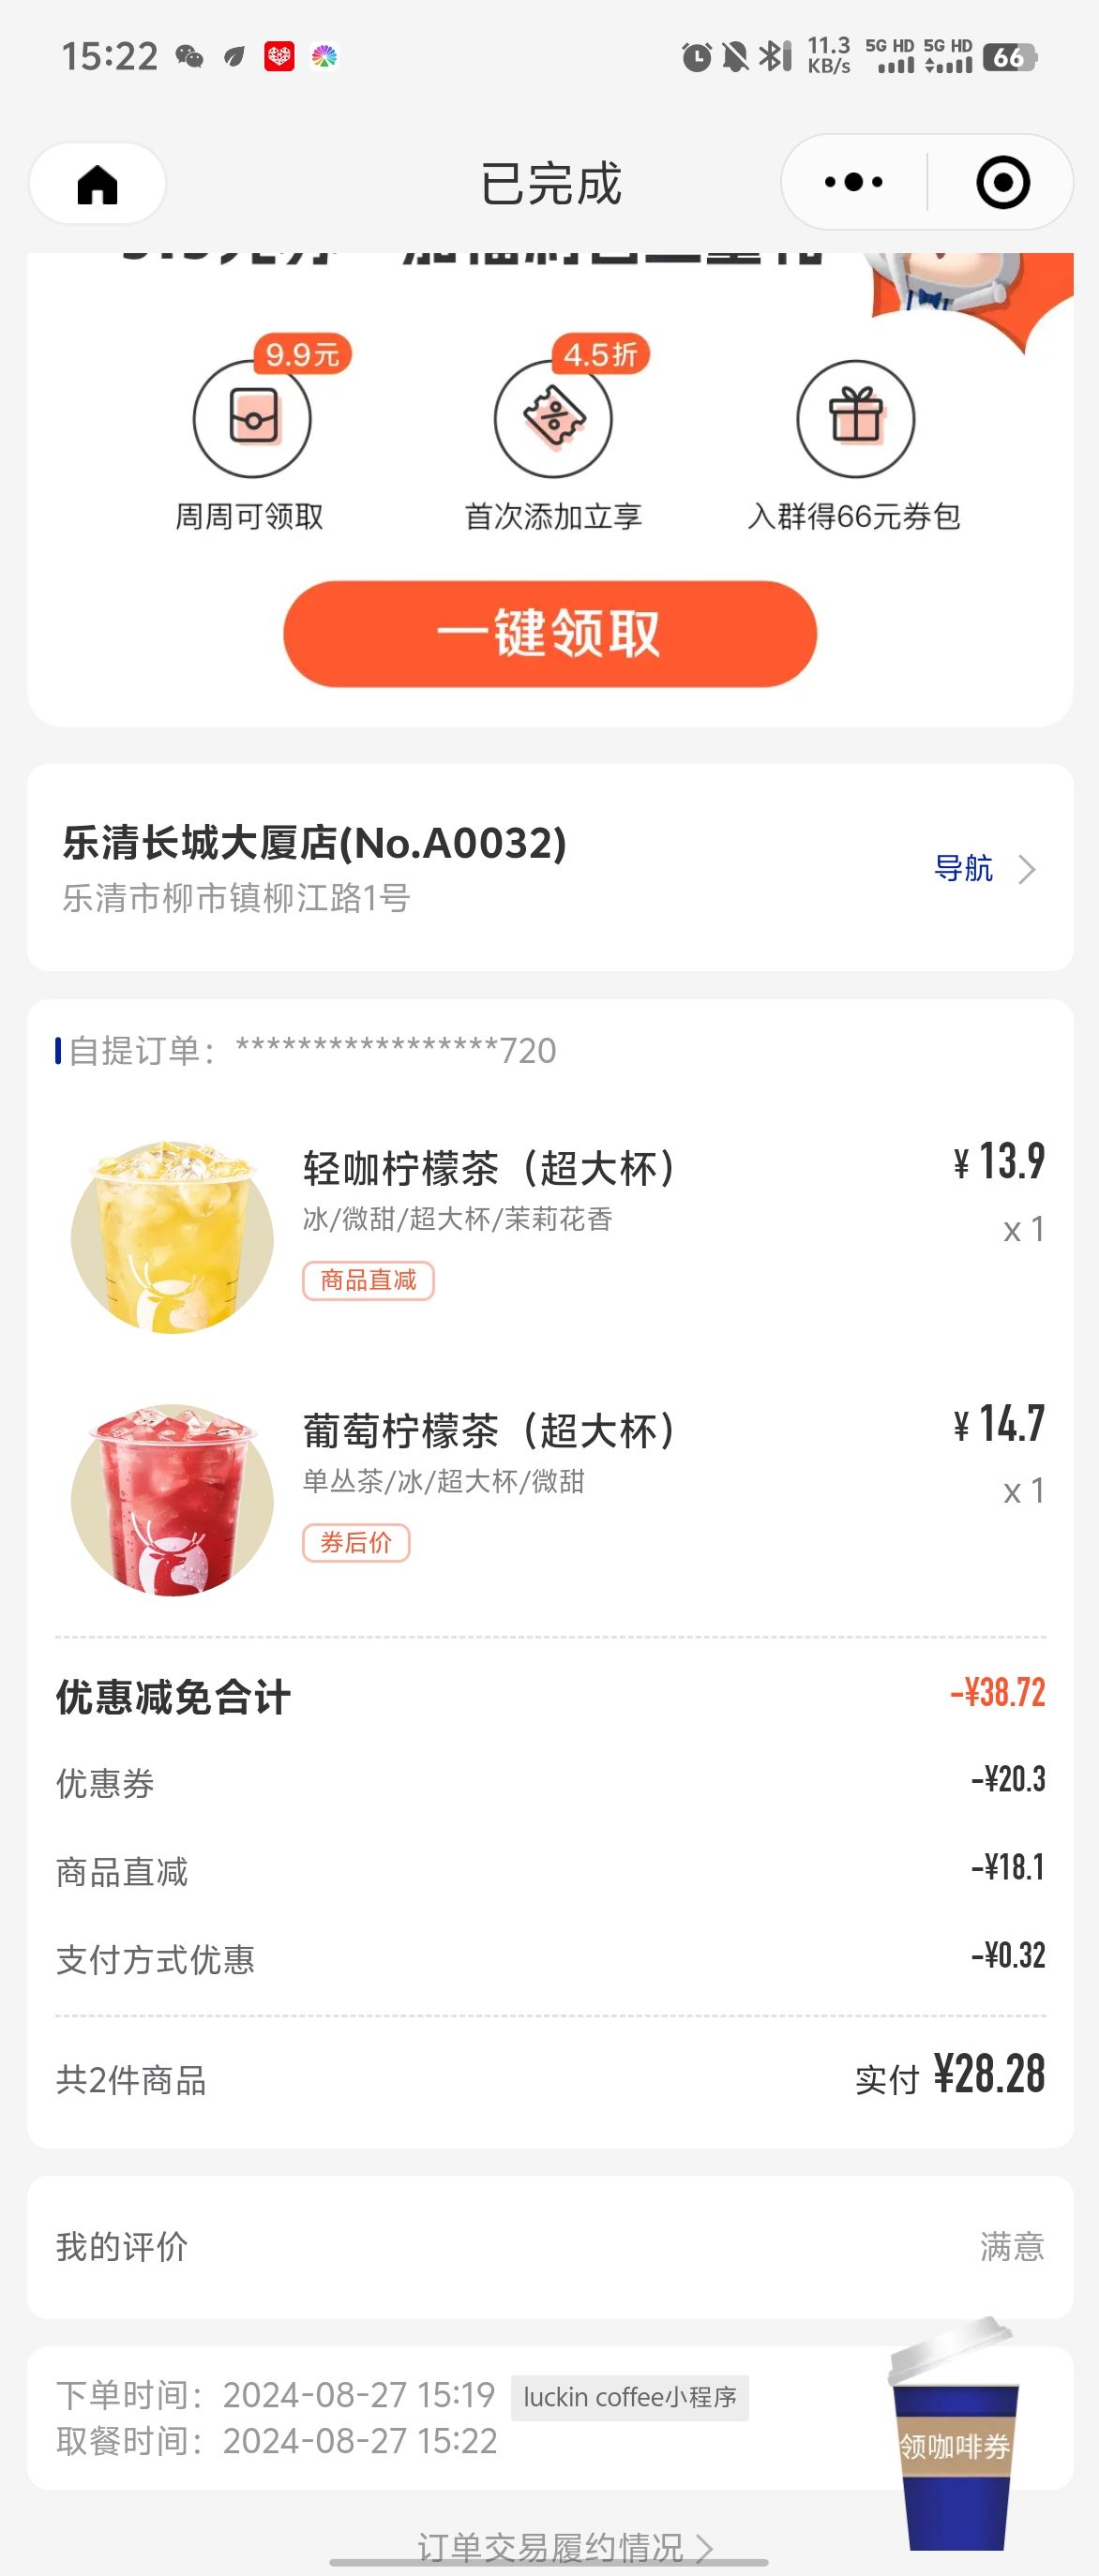 15:22
11.3 KB/s 5G HD 5G HD 66
已完成
9.9元 4.5折
周周可领取 首次添加立享 入群得66元券包
一键领取
乐清长城大厦店(No.A0032)
乐清市柳市镇柳江路1号
导航
自提订单：*****************720
轻咖柠檬茶（超大杯） ¥ 13.9
冰/微甜/超大杯/茉莉花香 x 1
商品直减
葡萄柠檬茶（超大杯） ¥ 14.7
单丛茶/冰/超大杯/微甜 x 1
券后价
优惠减免合计 -¥38.72
优惠券 -¥20.3
商品直减 -¥18.1
支付方式优惠 -¥0.32
共2件商品 实付 ¥28.28
我的评价 满意
下单时间：2024-08-27 15:19 luckin coffee小程序
取餐时间：2024-08-27 15:22
领咖啡券
订单交易履约情况